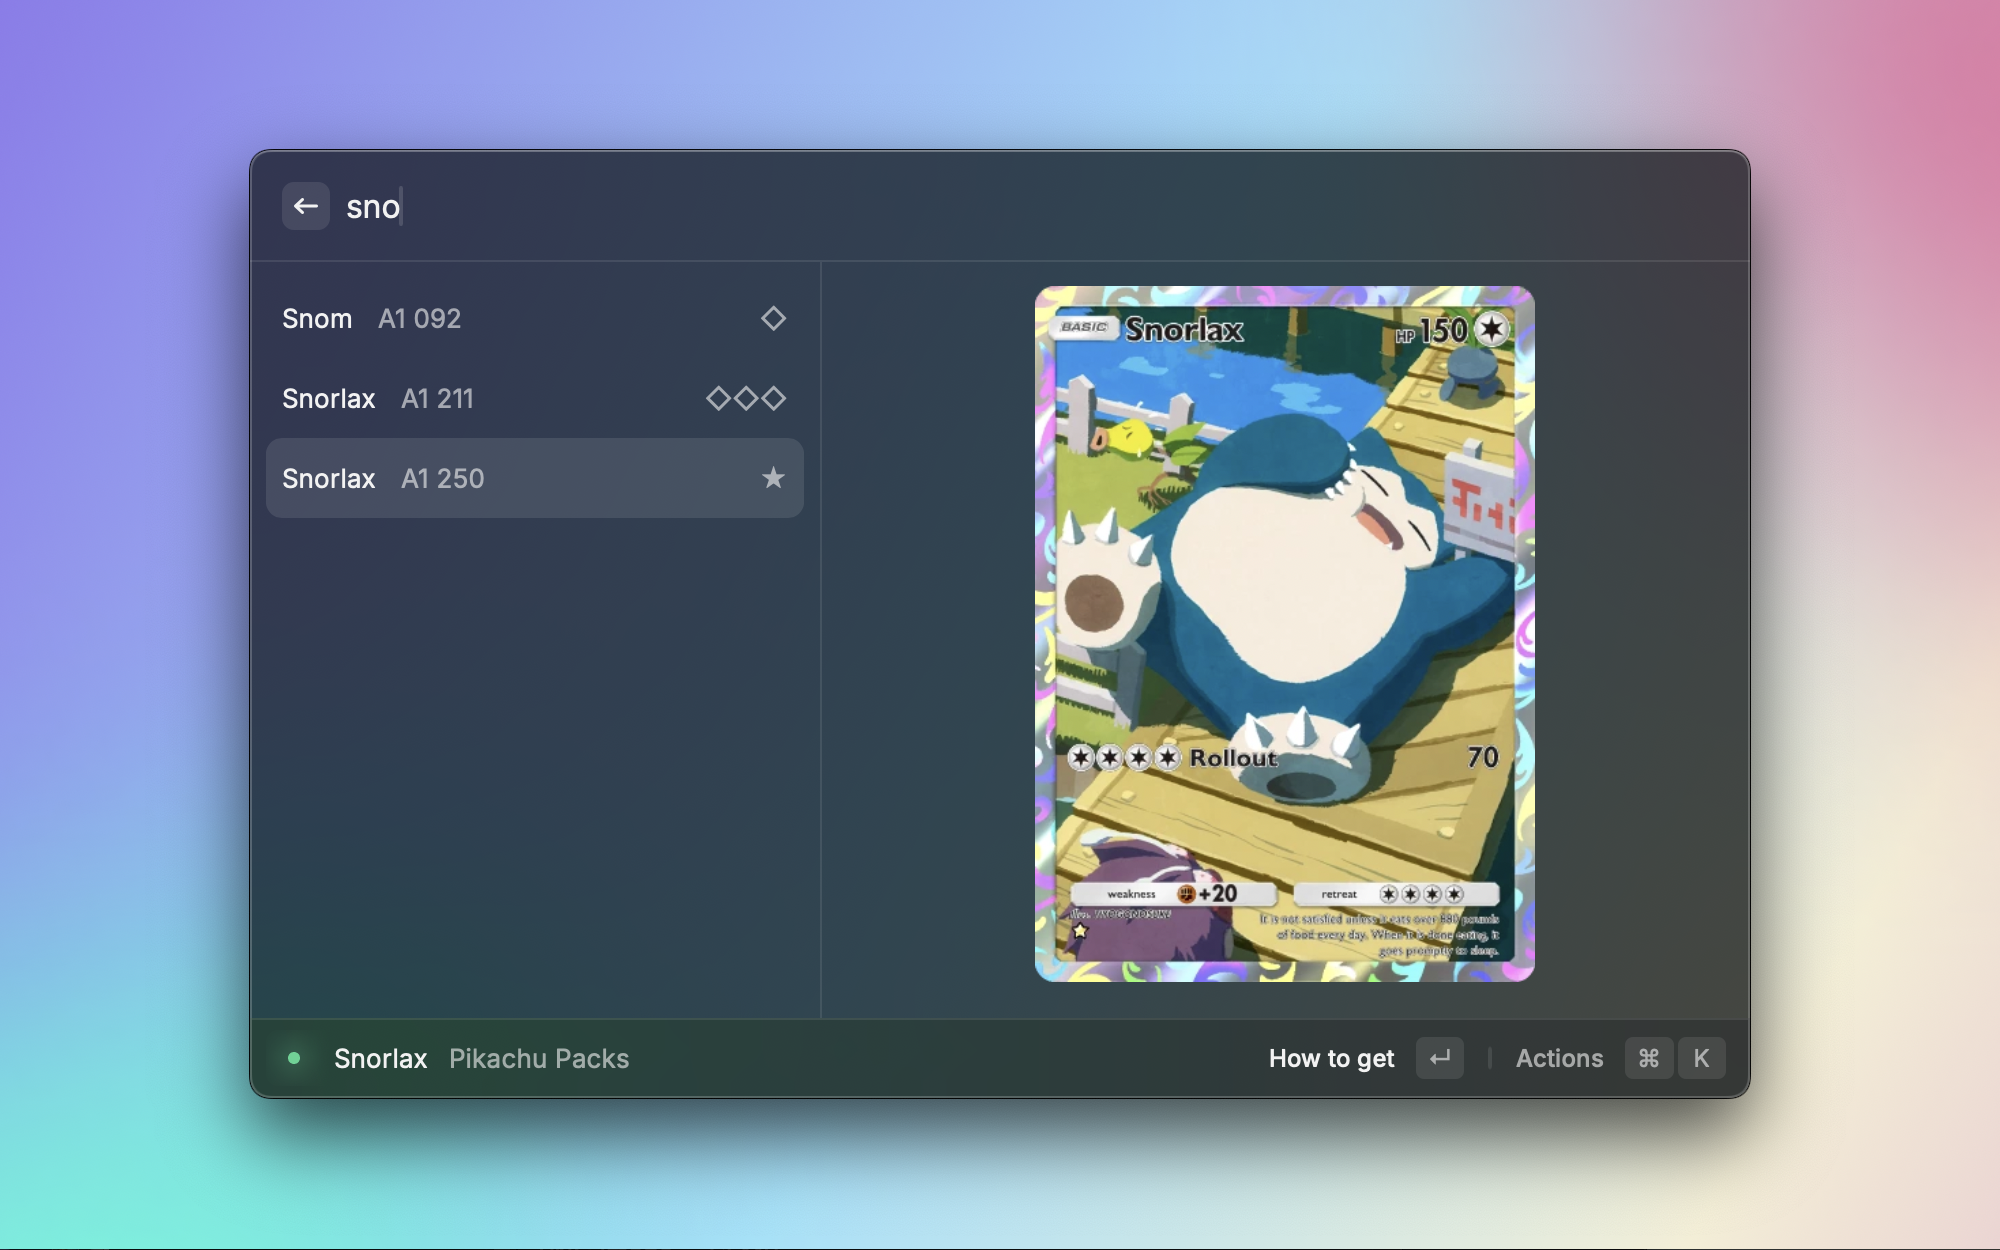 sno
Snom A1 092
Snorlax A1 211
Snorlax A1 250
BASIC Snorlax HP 150
Rollout 70
weakness +20 retreat
It is not satisfied unless it eats over 880 pounds
of food every day. When it is done eating, it
goes promptly to sleep.
Snorlax Pikachu Packs
How to get ↵ Actions ⌘ K